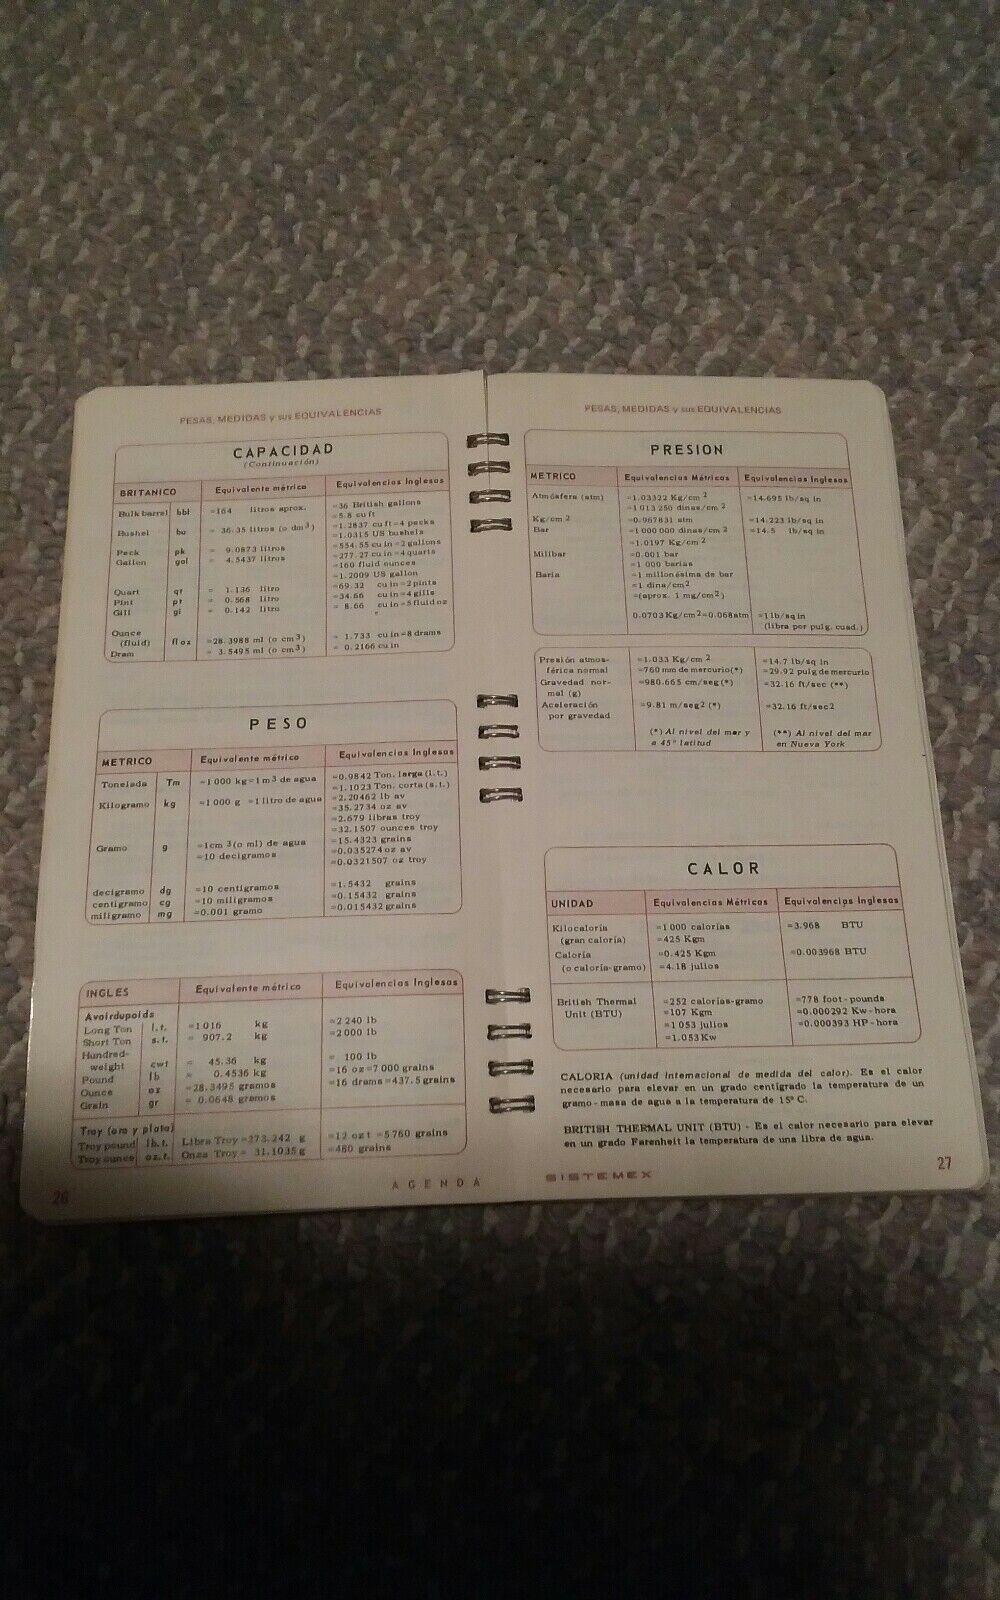 PESAS, MEDIDAS y sus EQUIVALENCIAS
CAPACIDAD
(Continuación)
BRITANICO Equivalente métrico Equivalencias Inglesas
Bulk barrel bbl =164 litros aprox. =36 British gallons
=5.8 cu ft
Bushel bu = 36.35 litros (o dm3) =1.2837 cu ft=4 pecks
=1.0315 US bushels
Peck pk = 9.0873 litros =554.55 cu in=2 gallons
Gallon gal = 4.5437 litros =277.27 cu in=4 quarts
=160 fluid ounces
=1.2009 US gallon
Quart qt = 1.136 litro =69.32 cu in=2 pints
Pint pt = 0.568 litro =34.66 cu in=4 gills
Gill gi = 0.142 litro = 8.66 cu in=5 fluid oz
Ounce
(fluid) fl oz =28.3988 ml (o cm3) = 1.733 cu in=8 drams
Dram = 3.5495 ml (o cm3) = 0.2166 cu in
PESO
METRICO Equivalente métrico Equivalencias Inglesas
Tonelada Tm =1 000 kg=1 m3 de agua =0.9842 Ton. larga (l.t.)
=1.1023 Ton. corta (s.t.)
Kilogramo kg =1 000 g =1 litro de agua =2.20462 lb av
=35.2734 oz av
=2.679 libras troy
=32.1507 ounces troy
Gramo g =1cm3(o ml) de agua =15.4323 grains
=10 decigramos =0.035274 oz av
=0.0321507 oz troy
decigramo dg =10 centigramos =1.5432 grains
centigramo cg =10 miligramos =0.15432 grains
miligramo mg =0.001 gramo =0.015432 grains
INGLES Equivalente métrico Equivalencias Inglesas
Avoirdupoids
Long Ton l.t. =1 016 kg =2 240 lb
Short Ton s.t. = 907.2 kg =2 000 lb
Hundred-
weight cwt = 45.36 kg = 100 lb
Pound lb = 0.4536 kg =16 oz=7 000 grains
Ounce oz =28.3495 gramos =16 drams=437.5 grains
Grain gr = 0.0648 gramos
Troy (oro y plata)
Troy pound lb.t. Libra Troy=373.242 g =12 oz t =5760 grains
Troy ounce oz.t. Onza Troy= 31.1035 g =480 grains
26
AGENDA
PESAS, MEDIDAS y sus EQUIVALENCIAS
PRESION
METRICO Equivalencias Métricas Equivalencias Inglesas
Atmósfera (atm) =1.03322 Kg/cm 2 =14.695 lb/sq in
=1 013 250 dinas/cm 2
Kg/cm 2 =0.967831 atm =14.223 lb/sq in
Bar =1 000 000 dinas/cm 2 =14.5 lb/sq in
=1.0197 Kg/cm2
Milibar =0.001 bar
=1 000 barias
Baria =1 millonésima de bar
=1 dina/cm2
=(aprox. 1 mg/cm2)
0.0703 Kg/cm2=0.068atm =1 lb/sq in
(libra por pulg. cuad.)
Presión atmos- =1.033 Kg/cm 2 =14.7 lb/sq in
férica normal =760 mm de mercurio(*) =29.92 pulg de mercurio
Gravedad nor- =980.665 cm/seg (*) =32.16 ft/sec (**)
mal (g)
Aceleración =9.81 m/seg2 (*) =32.16 ft/sec2
por gravedad
(*) Al nivel del mar y (**) Al nivel del mar
a 45° latitud en Nueva York
CALOR
UNIDAD Equivalencias Métricas Equivalencias Inglesas
Kilocaloría =1 000 calorías =3.968 BTU
(gran caloría) =425 Kgm
Caloría =0.425 Kgm =0.003968 BTU
(o caloría-gramo) =4.18 julios
British Thermal =252 calorías-gramo =778 foot-pounds
Unit (BTU) =107 Kgm =0.000292 Kw-hora
=1 053 julios =0.000393 HP-hora
=1.053 Kw
CALORIA (unidad internacional de medida del calor). Es el calor
necesario para elevar en un grado centígrado la temperatura de un
gramo-masa de agua a la temperatura de 15° C.
BRITISH THERMAL UNIT (BTU) - Es el calor necesario para elevar
en un grado Farenheit la temperatura de una libra de agua.
SISTEMEX
27